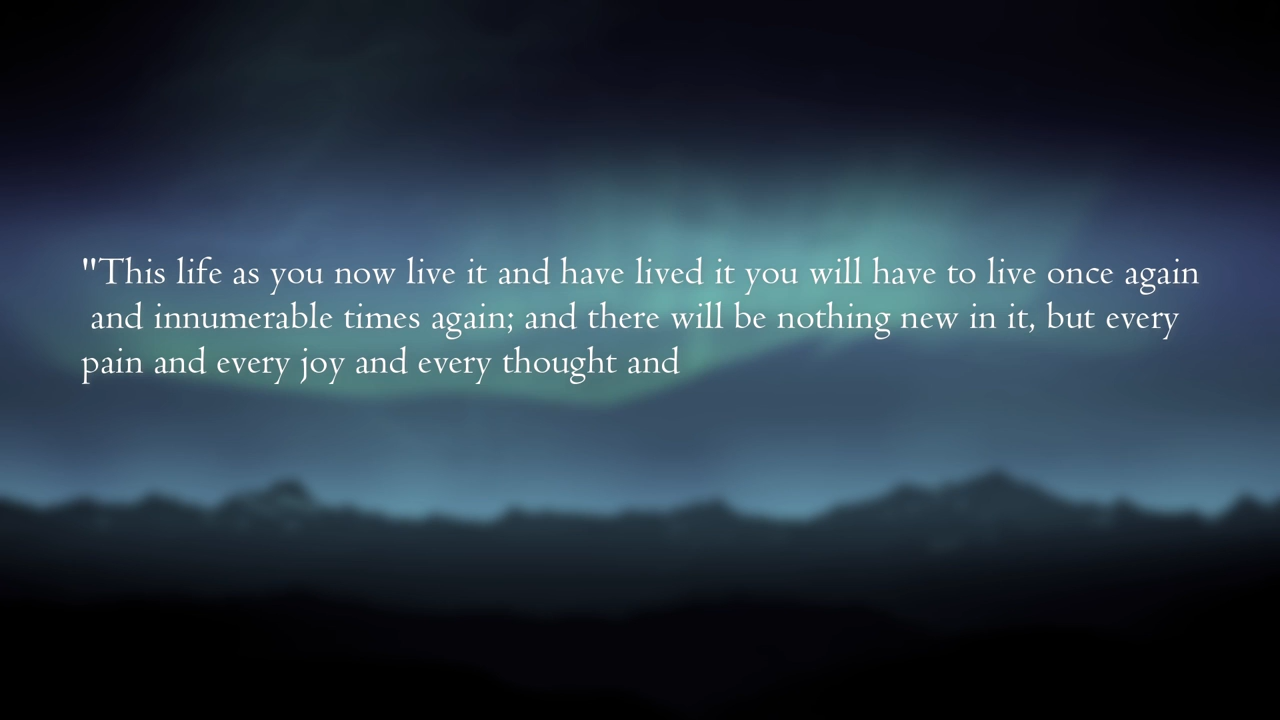 "This life as you now live it and have lived it you will have to live once again
and innumerable times again; and there will be nothing new in it, but every
pain and every joy and every thought and